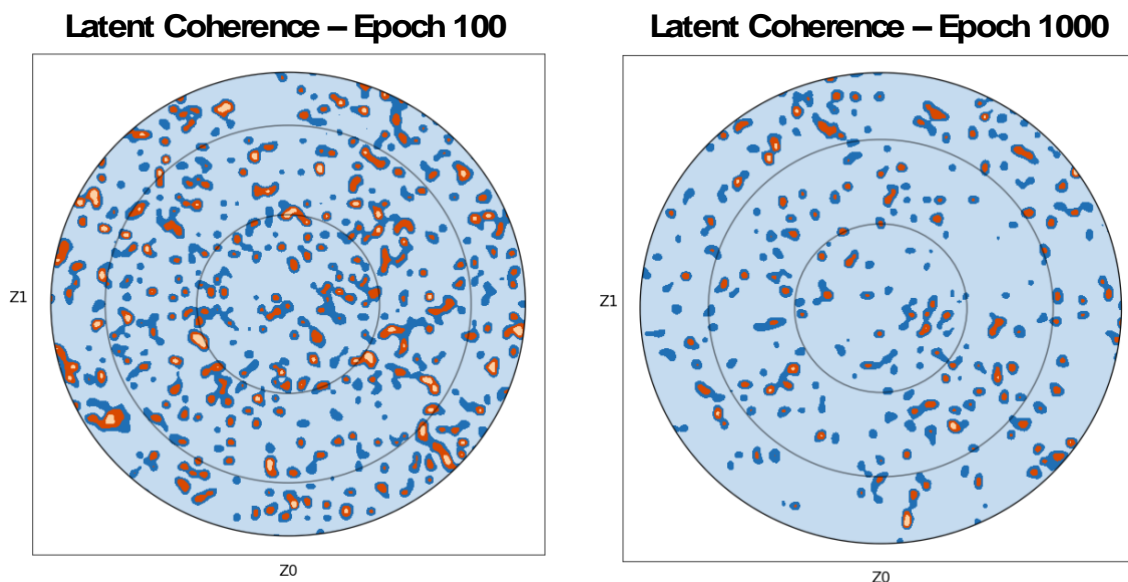 Latent Coherence – Epoch 100
Latent Coherence – Epoch 1000
Z1
Z1
Z0
Z0